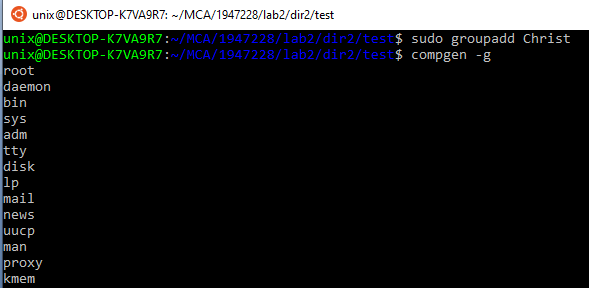 unix@DESKTOP-K7VA9R7: ~/MCA/1947228/lab2/dir2/test
unix@DESKTOP-K7VA9R7:~/MCA/1947228/lab2/dir2/test$ sudo groupadd Christ
unix@DESKTOP-K7VA9R7:~/MCA/1947228/lab2/dir2/test$ compgen -g
root
daemon
bin
sys
adm
tty
disk
lp
mail
news
uucp
man
proxy
kmem